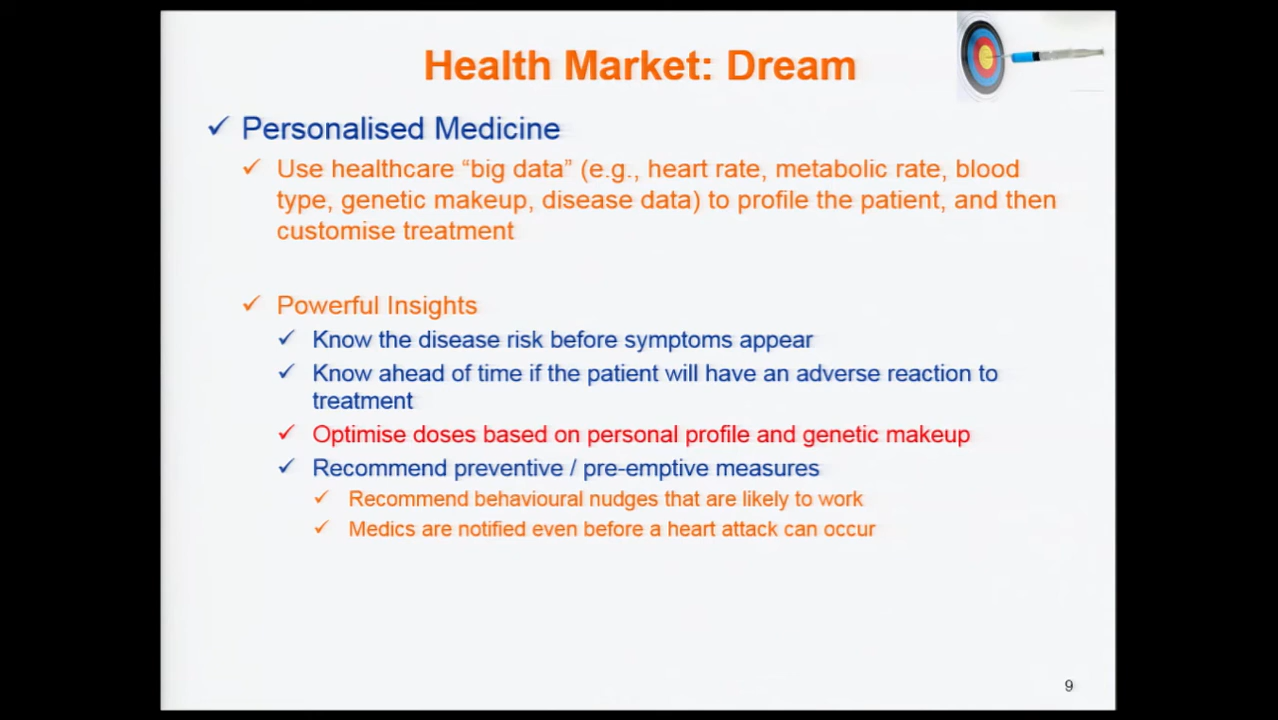 Health Market: Dream
✓ Personalised Medicine
✓ Use healthcare “big data” (e.g., heart rate, metabolic rate, blood
type, genetic makeup, disease data) to profile the patient, and then
customise treatment
✓ Powerful Insights
✓ Know the disease risk before symptoms appear
✓ Know ahead of time if the patient will have an adverse reaction to
treatment
✓ Optimise doses based on personal profile and genetic makeup
✓ Recommend preventive / pre-emptive measures
✓ Recommend behavioural nudges that are likely to work
✓ Medics are notified even before a heart attack can occur
9